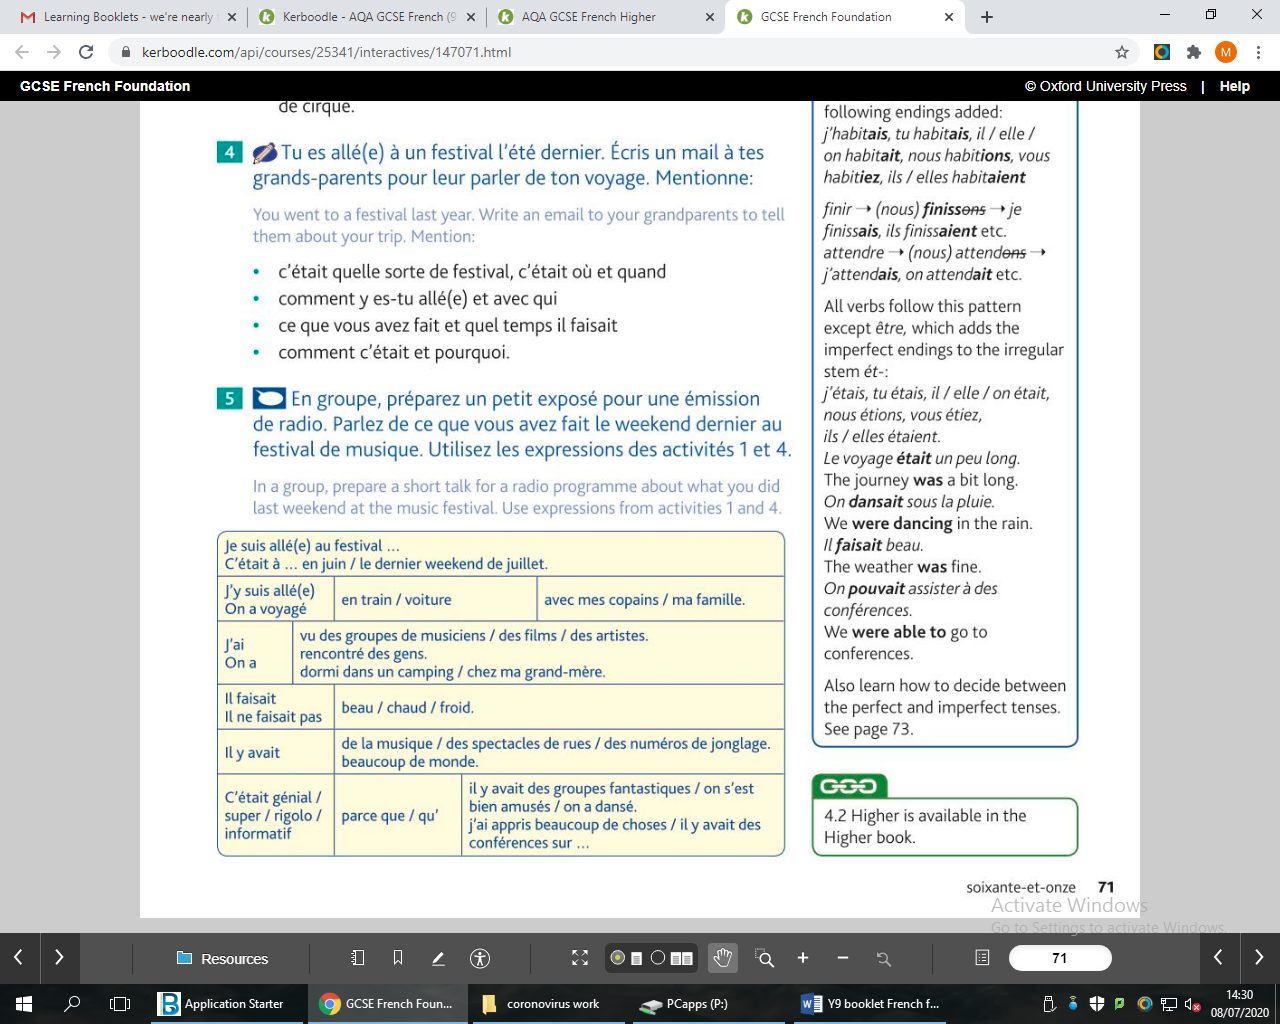 Learning Booklets - we're nearly
Kerboodle - AQA GCSE French (9
AQA GCSE French Higher
GCSE French Foundation
kerboodle.com/api/courses/25341/interactives/147071.html
M
GCSE French Foundation
© Oxford University Press | Help
de cirque.
4 Tu es allé(e) à un festival l'été dernier. Écris un mail à tes
grands-parents pour leur parler de ton voyage. Mentionne:
You went to a festival last year. Write an email to your grandparents to tell
them about your trip. Mention:
• c'était quelle sorte de festival, c'était où et quand
• comment y es-tu allé(e) et avec qui
• ce que vous avez fait et quel temps il faisait
• comment c'était et pourquoi.
5 En groupe, préparez un petit exposé pour une émission
de radio. Parlez de ce que vous avez fait le weekend dernier au
festival de musique. Utilisez les expressions des activités 1 et 4.
In a group, prepare a short talk for a radio programme about what you did
last weekend at the music festival. Use expressions from activities 1 and 4.
Je suis allé(e) au festival ...
C'était à ... en juin / le dernier weekend de juillet.
J'y suis allé(e)
On a voyagé
en train / voiture
avec mes copains / ma famille.
J'ai
On a
vu des groupes de musiciens / des films / des artistes.
rencontré des gens.
dormi dans un camping / chez ma grand-mère.
Il faisait
Il ne faisait pas
beau / chaud / froid.
Il y avait
de la musique / des spectacles de rues / des numéros de jonglage.
beaucoup de monde.
C'était génial /
super / rigolo /
informatif
parce que / qu'
il y avait des groupes fantastiques / on s'est
bien amusés / on a dansé.
j'ai appris beaucoup de choses / il y avait des
conférences sur ...
following endings added:
j'habitais, tu habitais, il / elle /
on habitait, nous habitions, vous
habitiez, ils / elles habitaient
finir → (nous) finissons → je
finissais, ils finissaient etc.
attendre → (nous) attendons →
j'attendais, on attendait etc.
All verbs follow this pattern
except être, which adds the
imperfect endings to the irregular
stem ét-:
j'étais, tu étais, il / elle / on était,
nous étions, vous étiez,
ils / elles étaient.
Le voyage était un peu long.
The journey was a bit long.
On dansait sous la pluie.
We were dancing in the rain.
Il faisait beau.
The weather was fine.
On pouvait assister à des
conférences.
We were able to go to
conferences.
Also learn how to decide between
the perfect and imperfect tenses.
See page 73.
4.2 Higher is available in the
Higher book.
soixante-et-onze 71
Activate Windows
Go to Settings to activate Windows.
Resources
71
Application Starter
GCSE French Foun...
coronovirus work
PCapps (P:)
Y9 booklet French f...
14:30
08/07/2020